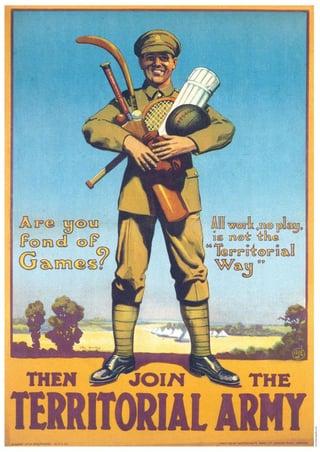 Are you
fond of
Games?
All work, no play,
is not the
"Territorial
Way"
THEN JOIN THE
TERRITORIAL ARMY